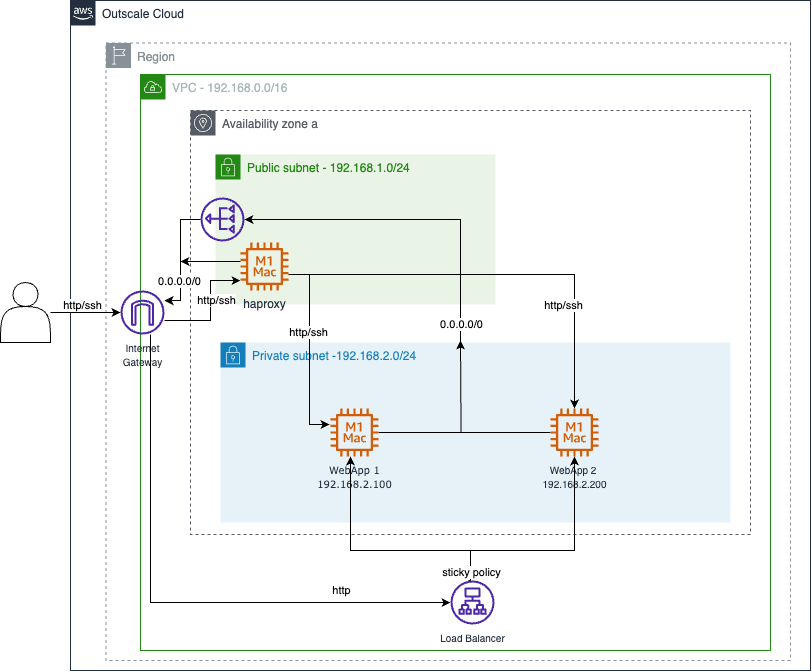 aws
Outscale Cloud
Region
VPC - 192.168.0.0/16
Availability zone a
Public subnet - 192.168.1.0/24
M1
Mac
0.0.0.0/0
http/ssh
http/ssh
haproxy
http/ssh
http/ssh
0.0.0.0/0
Internet
Gateway
Private subnet -192.168.2.0/24
M1
Mac
M1
Mac
WebApp 1
192.168.2.100
WebApp 2
192.168.2.200
sticky policy
http
Load Balancer